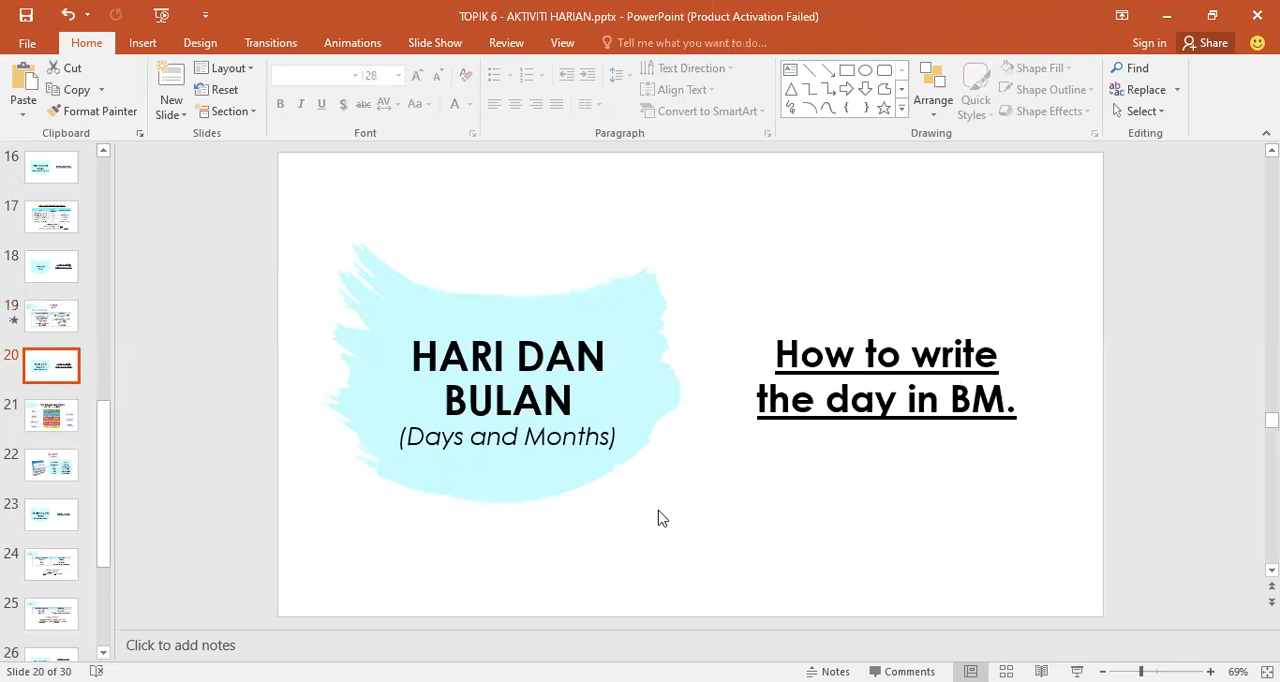 TOPIK 6 - AKTIVITI HARIAN.pptx - PowerPoint (Product Activation Failed)
File Home Insert Design Transitions Animations Slide Show Review View Tell me what you want to do... Sign in Share
Paste Cut Copy Format Painter Clipboard
New Slide Layout Reset Section Slides
28 Font
Text Direction Align Text Convert to SmartArt Paragraph
Arrange Quick Styles Shape Fill Shape Outline Shape Effects Drawing
Find Replace Select Editing
16
17
18
19
20
21
22
23
24
25
26
HARI DAN
BULAN
(Days and Months)
How to write
the day in BM.
Click to add notes
Slide 20 of 30 Notes Comments 69%